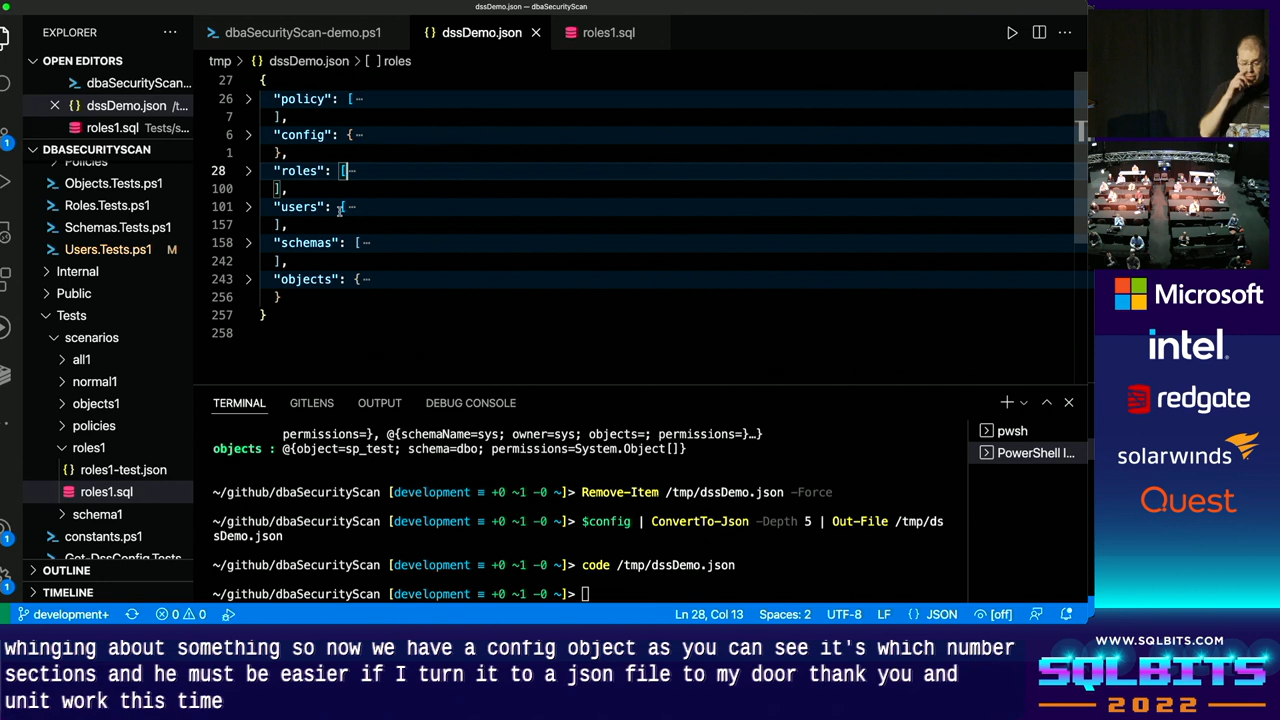 dssDemo.json — dbaSecurityScan
EXPLORER
OPEN EDITORS
dbaSecurityScan...
dssDemo.json /t...
roles1.sql Tests/s...
DBASECURITYSCAN
Policies
Objects.Tests.ps1
Roles.Tests.ps1
Schemas.Tests.ps1
Users.Tests.ps1 M
Internal
Public
Tests
scenarios
all1
normal1
objects1
policies
roles1
roles1-test.json
roles1.sql
schema1
constants.ps1
Get-DssConfig.Tests
OUTLINE
TIMELINE
dbaSecurityScan-demo.ps1
dssDemo.json
roles1.sql
tmp > dssDemo.json > [ ] roles
27 {
26 "policy": [
7 ],
6 "config": {
1 },
28 "roles": [
100 ],
101 "users": [
157 ],
158 "schemas": [
242 ],
243 "objects": {
256 }
257 }
258
TERMINAL GITLENS OUTPUT DEBUG CONSOLE
permissions=}, @{schemaName=sys; owner=sys; objects=; permissions=}…}
objects : @{object=sp_test; schema=dbo; permissions=System.Object[]}
~/github/dbaSecurityScan [development ≡ +0 ~1 -0 ~]> Remove-Item /tmp/dssDemo.json -Force
~/github/dbaSecurityScan [development ≡ +0 ~1 -0 ~]> $config | ConvertTo-Json -Depth 5 | Out-File /tmp/ds
sDemo.json
~/github/dbaSecurityScan [development ≡ +0 ~1 -0 ~]> code /tmp/dssDemo.json
~/github/dbaSecurityScan [development ≡ +0 ~1 -0 ~]>
pwsh
PowerShell I...
development+ 0 0 Ln 28, Col 13 Spaces: 2 UTF-8 LF {} JSON [off]
Microsoft
intel.
redgate
solarwinds
Quest
WWW.SQLBITS.COM
SQLBITS
2022
whinging about something so now we have a config object as you can see it's which number
sections and he must be easier if I turn it to a json file to my door thank you and
unit work this time